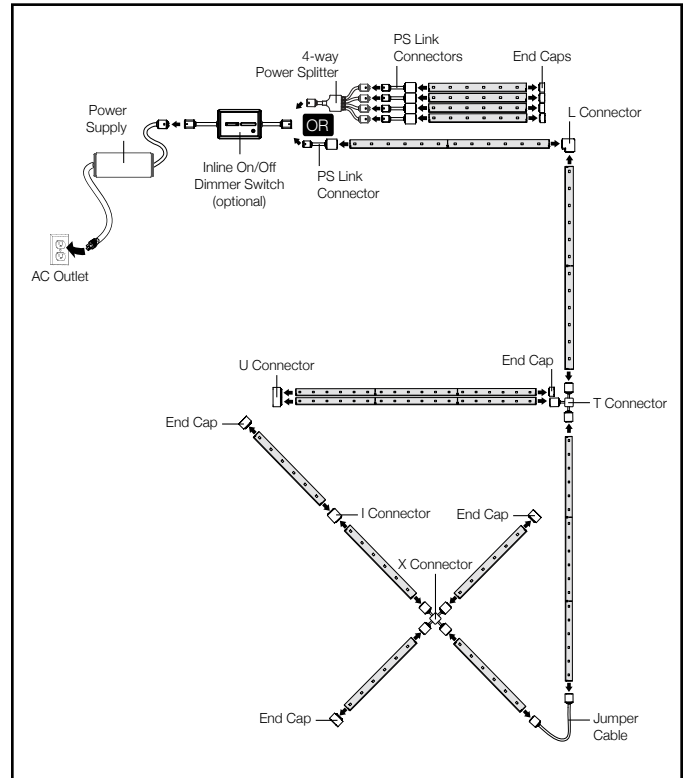 4-way
Power Splitter
PS Link
Connectors
End Caps
L Connector
Power
Supply
OR
Inline On/Off
Dimmer Switch
(optional)
PS Link
Connector
AC Outlet
U Connector
End Cap
T Connector
End Cap
I Connector
End Cap
X Connector
End Cap
Jumper
Cable